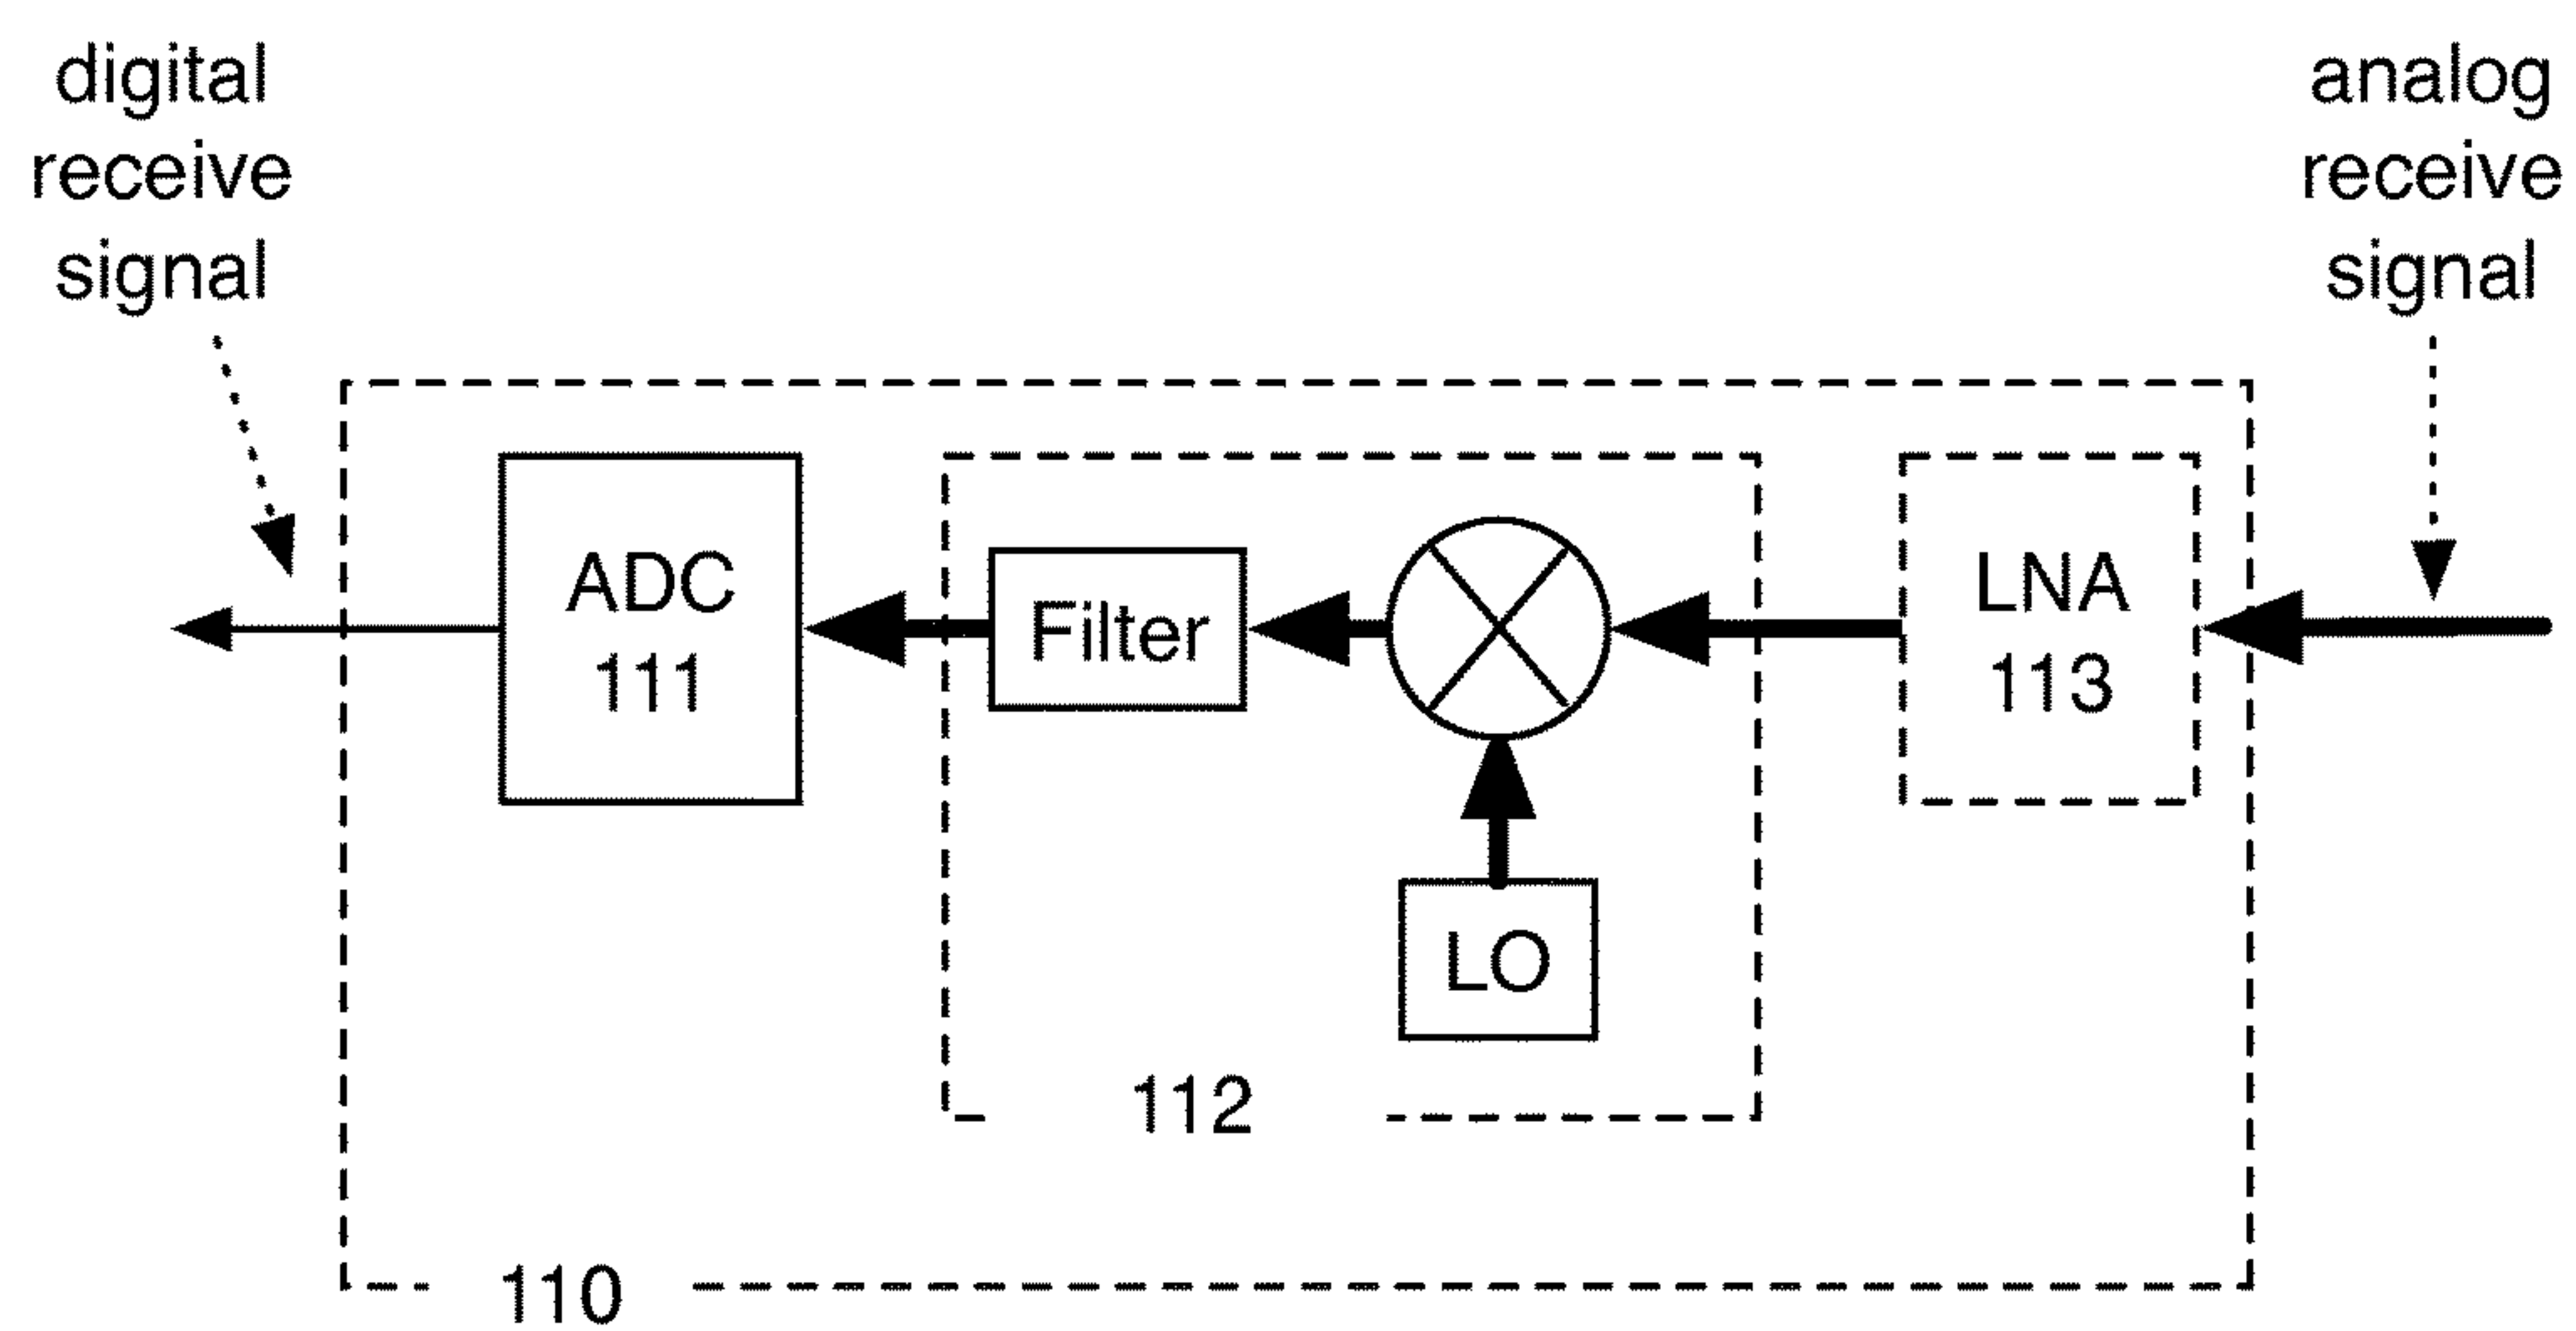 digital
receive
signal
analog
receive
signal
ADC
111
Filter
LNA
113
LO
112
110